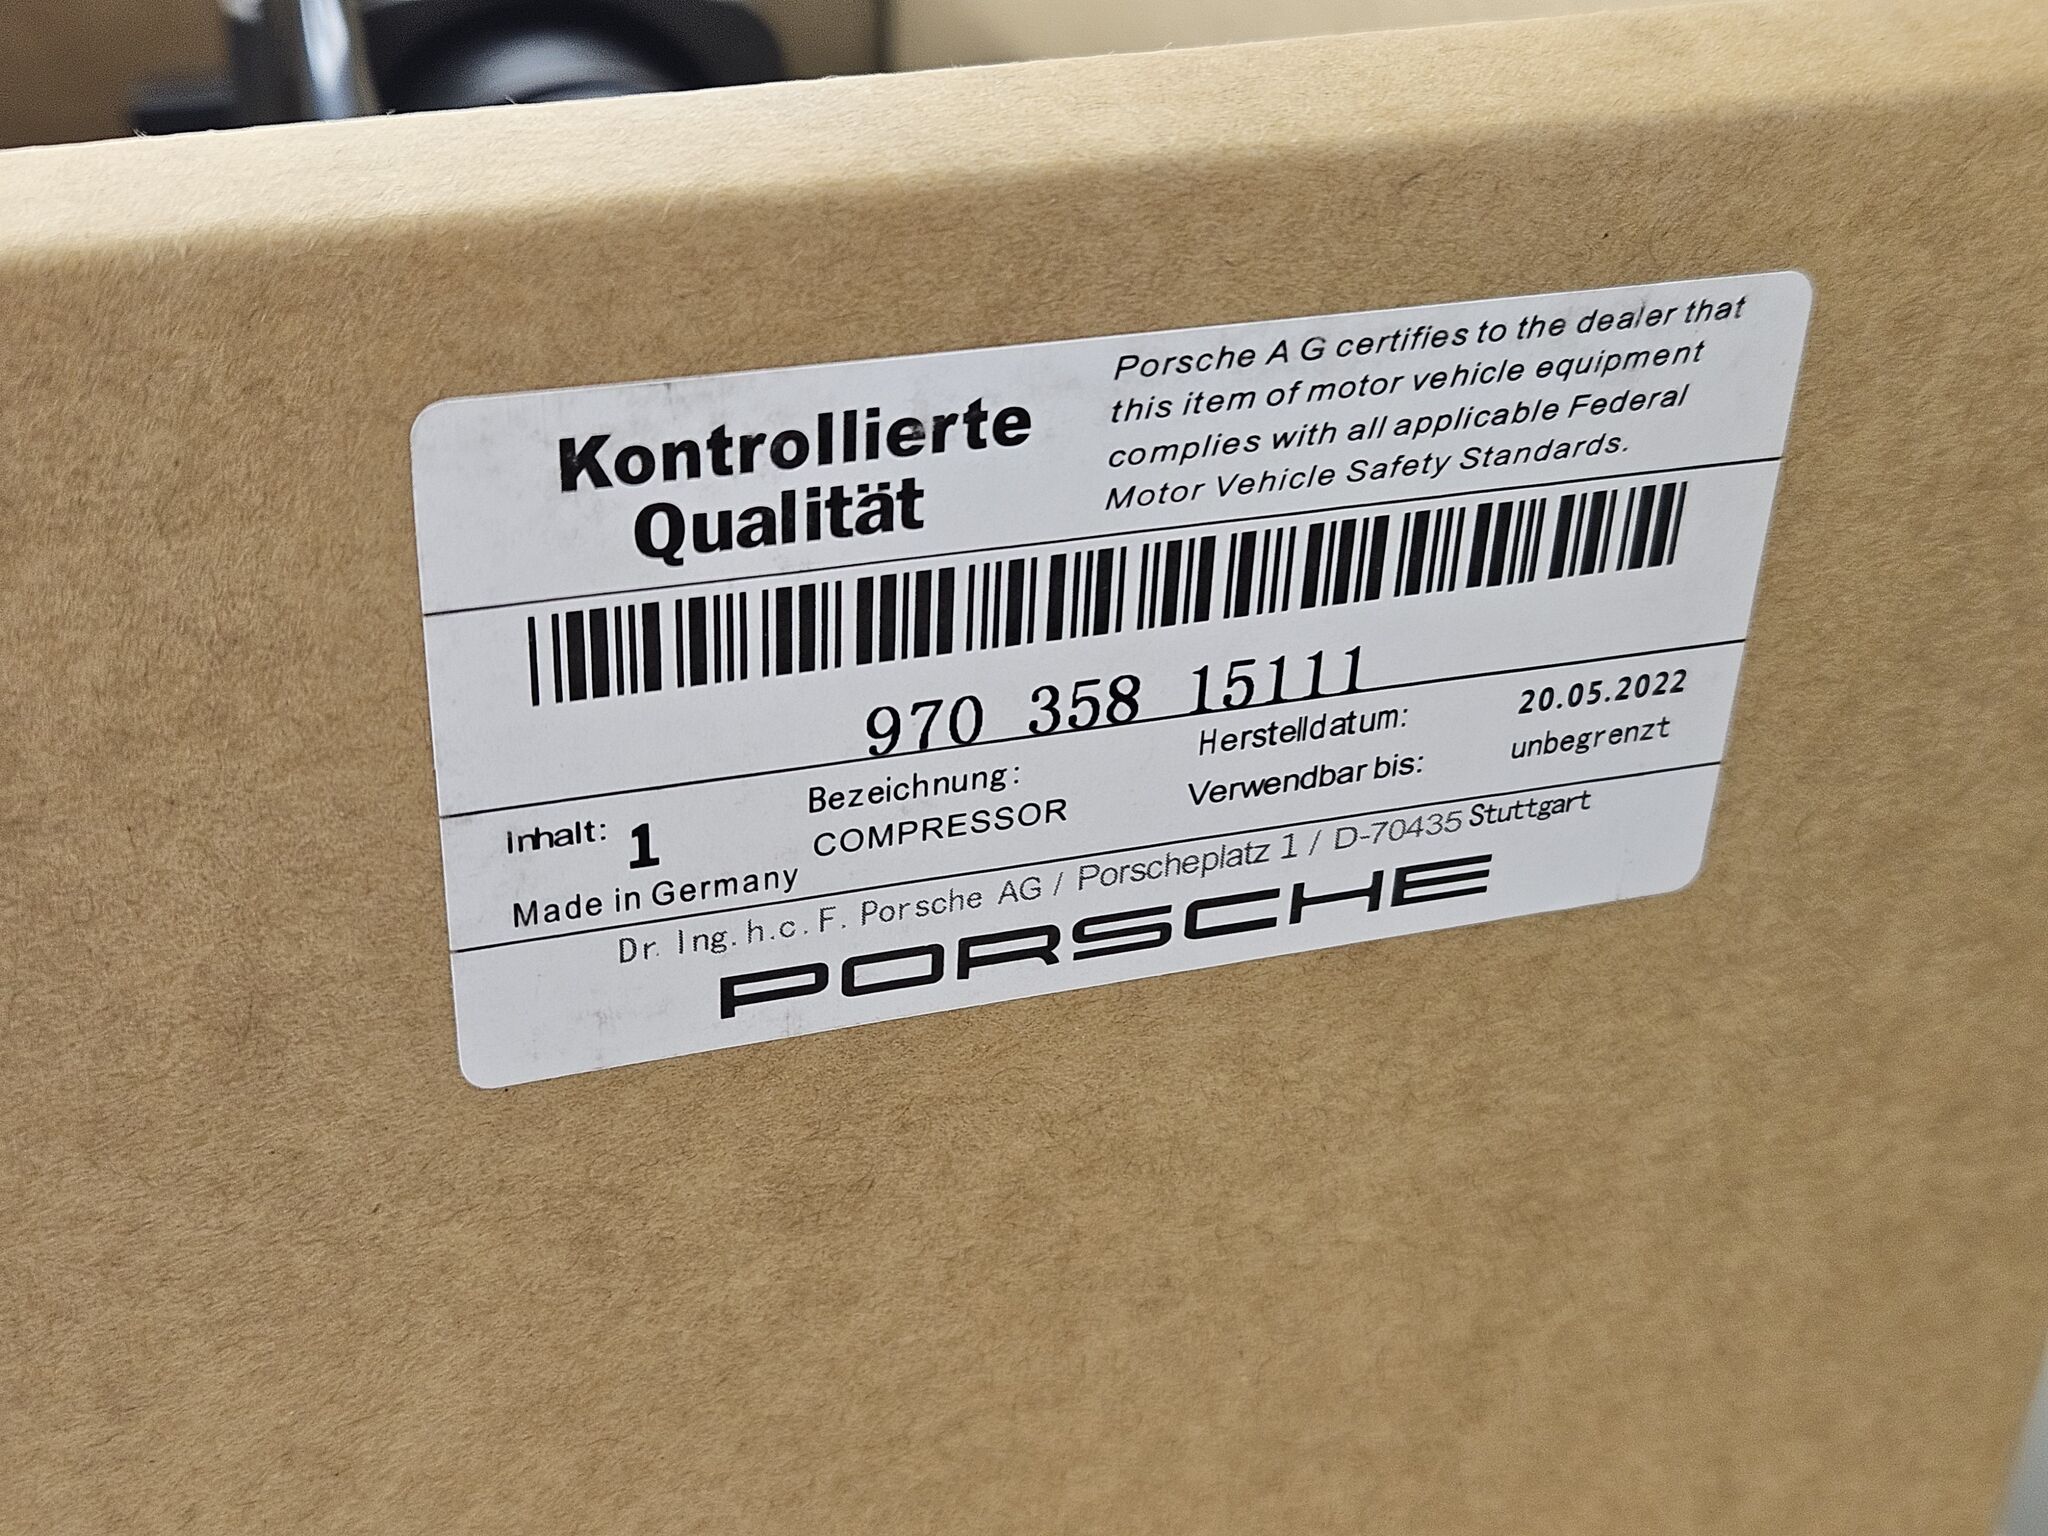 Kontrollierte
Qualität
Porsche A G certifies to the dealer that
this item of motor vehicle equipment
complies with all applicable Federal
Motor Vehicle Safety Standards.
970 358 15111
Inhalt: 1
Made in Germany
Bezeichnung:
COMPRESSOR
Herstelldatum: 20.05.2022
Verwendbar bis: unbegrenzt
Dr. Ing. h.c. F. Porsche AG / Porscheplatz 1 / D-70435 Stuttgart
PORSCHE